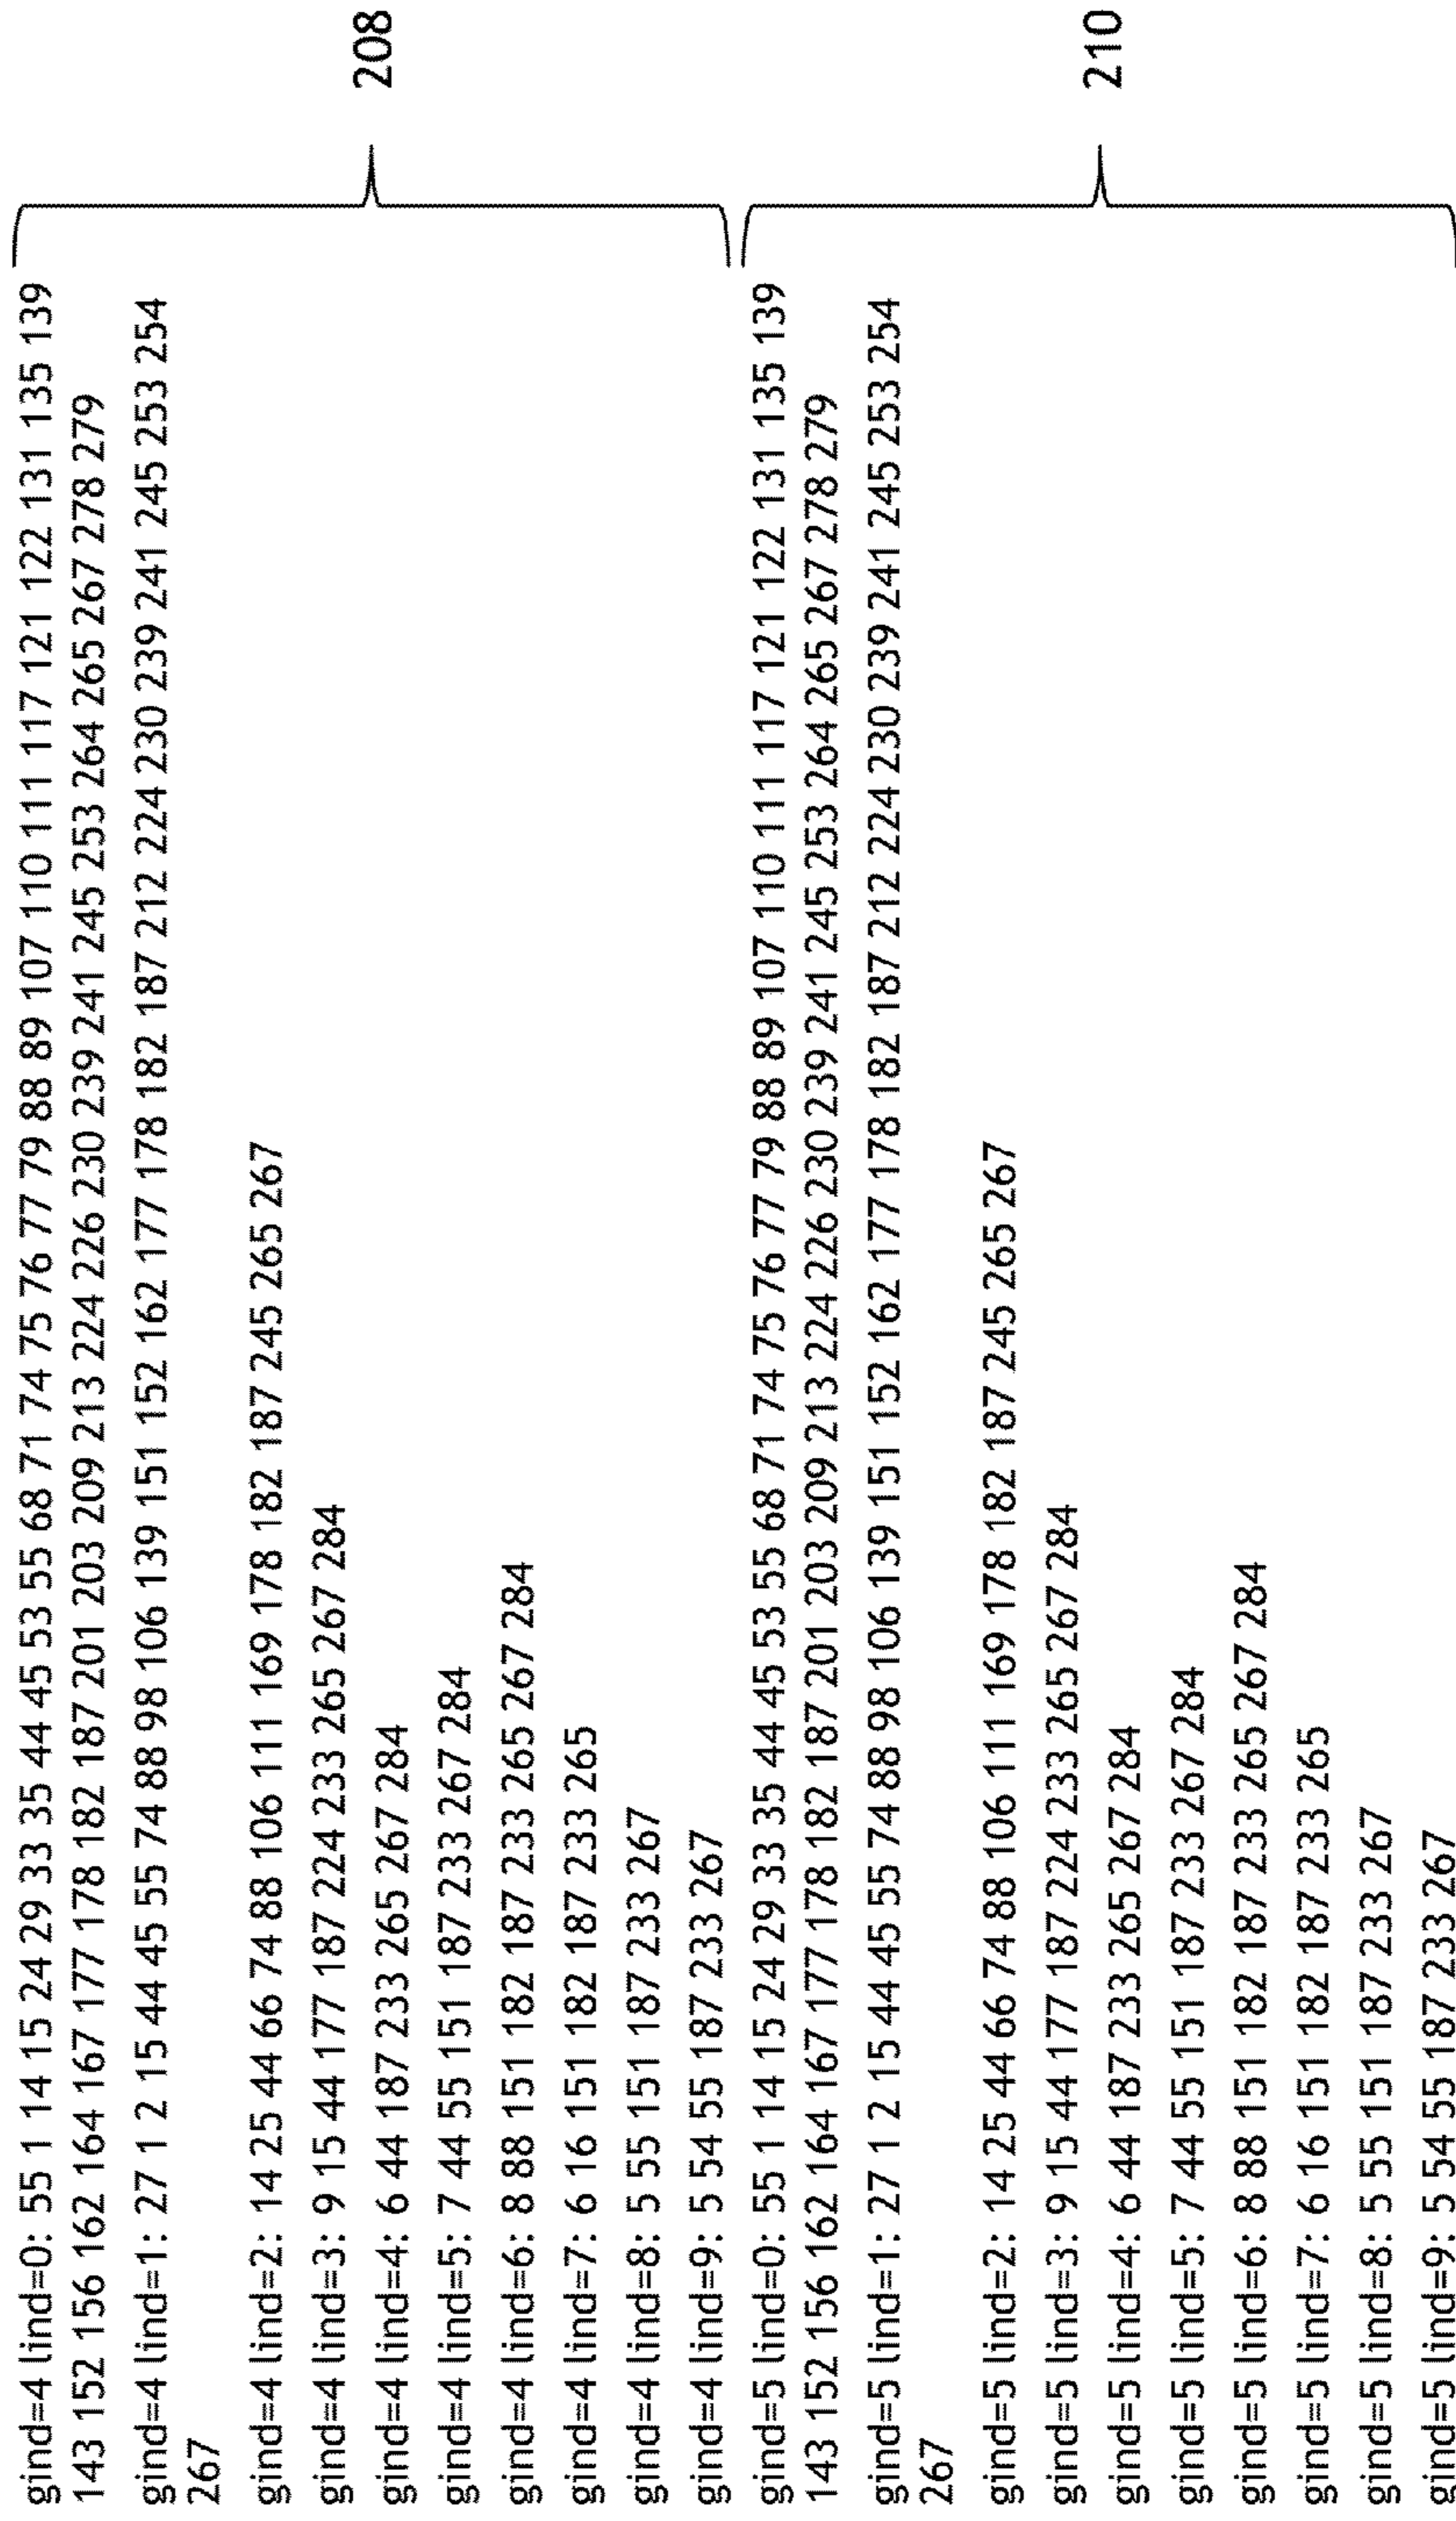 gind=4 lind=0: 55 1 14 15 24 29 33 35 44 45 53 55 68 71 74 75 76 77 79 88 89 107 110 111 117 121 122 131 135 139
143 152 156 162 164 167 177 178 182 187 201 203 209 213 224 226 230 239 241 245 253 264 265 267 278 279
gind=4 lind=1: 27 1 2 15 44 45 55 74 88 98 106 139 151 152 162 177 178 182 187 212 224 230 239 241 245 253 254
267
gind=4 lind=2: 14 25 44 66 74 88 106 111 169 178 182 187 245 265 267
gind=4 lind=3: 9 15 44 177 187 224 233 265 267 284
gind=4 lind=4: 6 44 187 233 265 267 284
gind=4 lind=5: 7 44 55 151 187 233 267 284
gind=4 lind=6: 8 88 151 182 187 233 265 267 284
gind=4 lind=7: 6 16 151 182 187 233 265
gind=4 lind=8: 5 55 151 187 233 267
gind=4 lind=9: 5 54 55 187 233 267
208
gind=5 lind=0: 55 1 14 15 24 29 33 35 44 45 53 55 68 71 74 75 76 77 79 88 89 107 110 111 117 121 122 131 135 139
143 152 156 162 164 167 177 178 182 187 201 203 209 213 224 226 230 239 241 245 253 264 265 267 278 279
gind=5 lind=1: 27 1 2 15 44 45 55 74 88 98 106 139 151 152 162 177 178 182 187 212 224 230 239 241 245 253 254
267
gind=5 lind=2: 14 25 44 66 74 88 106 111 169 178 182 187 245 265 267
gind=5 lind=3: 9 15 44 177 187 224 233 265 267 284
gind=5 lind=4: 6 44 187 233 265 267 284
gind=5 lind=5: 7 44 55 151 187 233 267 284
gind=5 lind=6: 8 88 151 182 187 233 265 267 284
gind=5 lind=7: 6 16 151 182 187 233 265
gind=5 lind=8: 5 55 151 187 233 267
gind=5 lind=9: 5 54 55 187 233 267
210